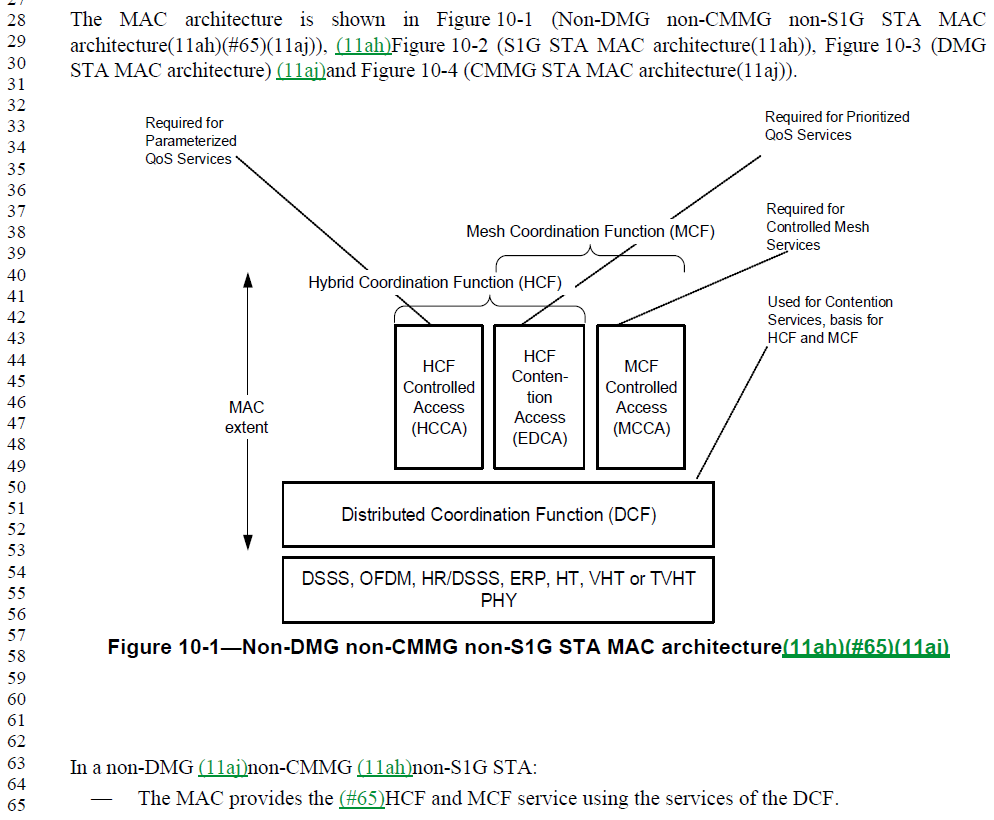 27
28
29
30
31
32
33
34
35
36
37
38
39
40
41
42
43
44
45
46
47
48
49
50
51
52
53
54
55
56
57
58
59
60
61
62
63
64
65
The MAC architecture is shown in Figure 10-1 (Non-DMG non-CMMG non-S1G STA MAC
architecture(11ah)(#65)(11aj)), (11ah)Figure 10-2 (S1G STA MAC architecture(11ah)), Figure 10-3 (DMG
STA MAC architecture) (11aj)and Figure 10-4 (CMMG STA MAC architecture(11aj)).
Required for
Parameterized
QoS Services
Required for Prioritized
QoS Services
Required for
Controlled Mesh
Services
Mesh Coordination Function (MCF)
Hybrid Coordination Function (HCF)
Used for Contention
Services, basis for
HCF and MCF
MAC
extent
HCF
Controlled
Access
(HCCA)
HCF
Conten-
tion
Access
(EDCA)
MCF
Controlled
Access
(MCCA)
Distributed Coordination Function (DCF)
DSSS, OFDM, HR/DSSS, ERP, HT, VHT or TVHT
PHY
Figure 10-1—Non-DMG non-CMMG non-S1G STA MAC architecture(11ah)(#65)(11aj)
In a non-DMG (11aj)non-CMMG (11ah)non-S1G STA:
— The MAC provides the (#65)HCF and MCF service using the services of the DCF.